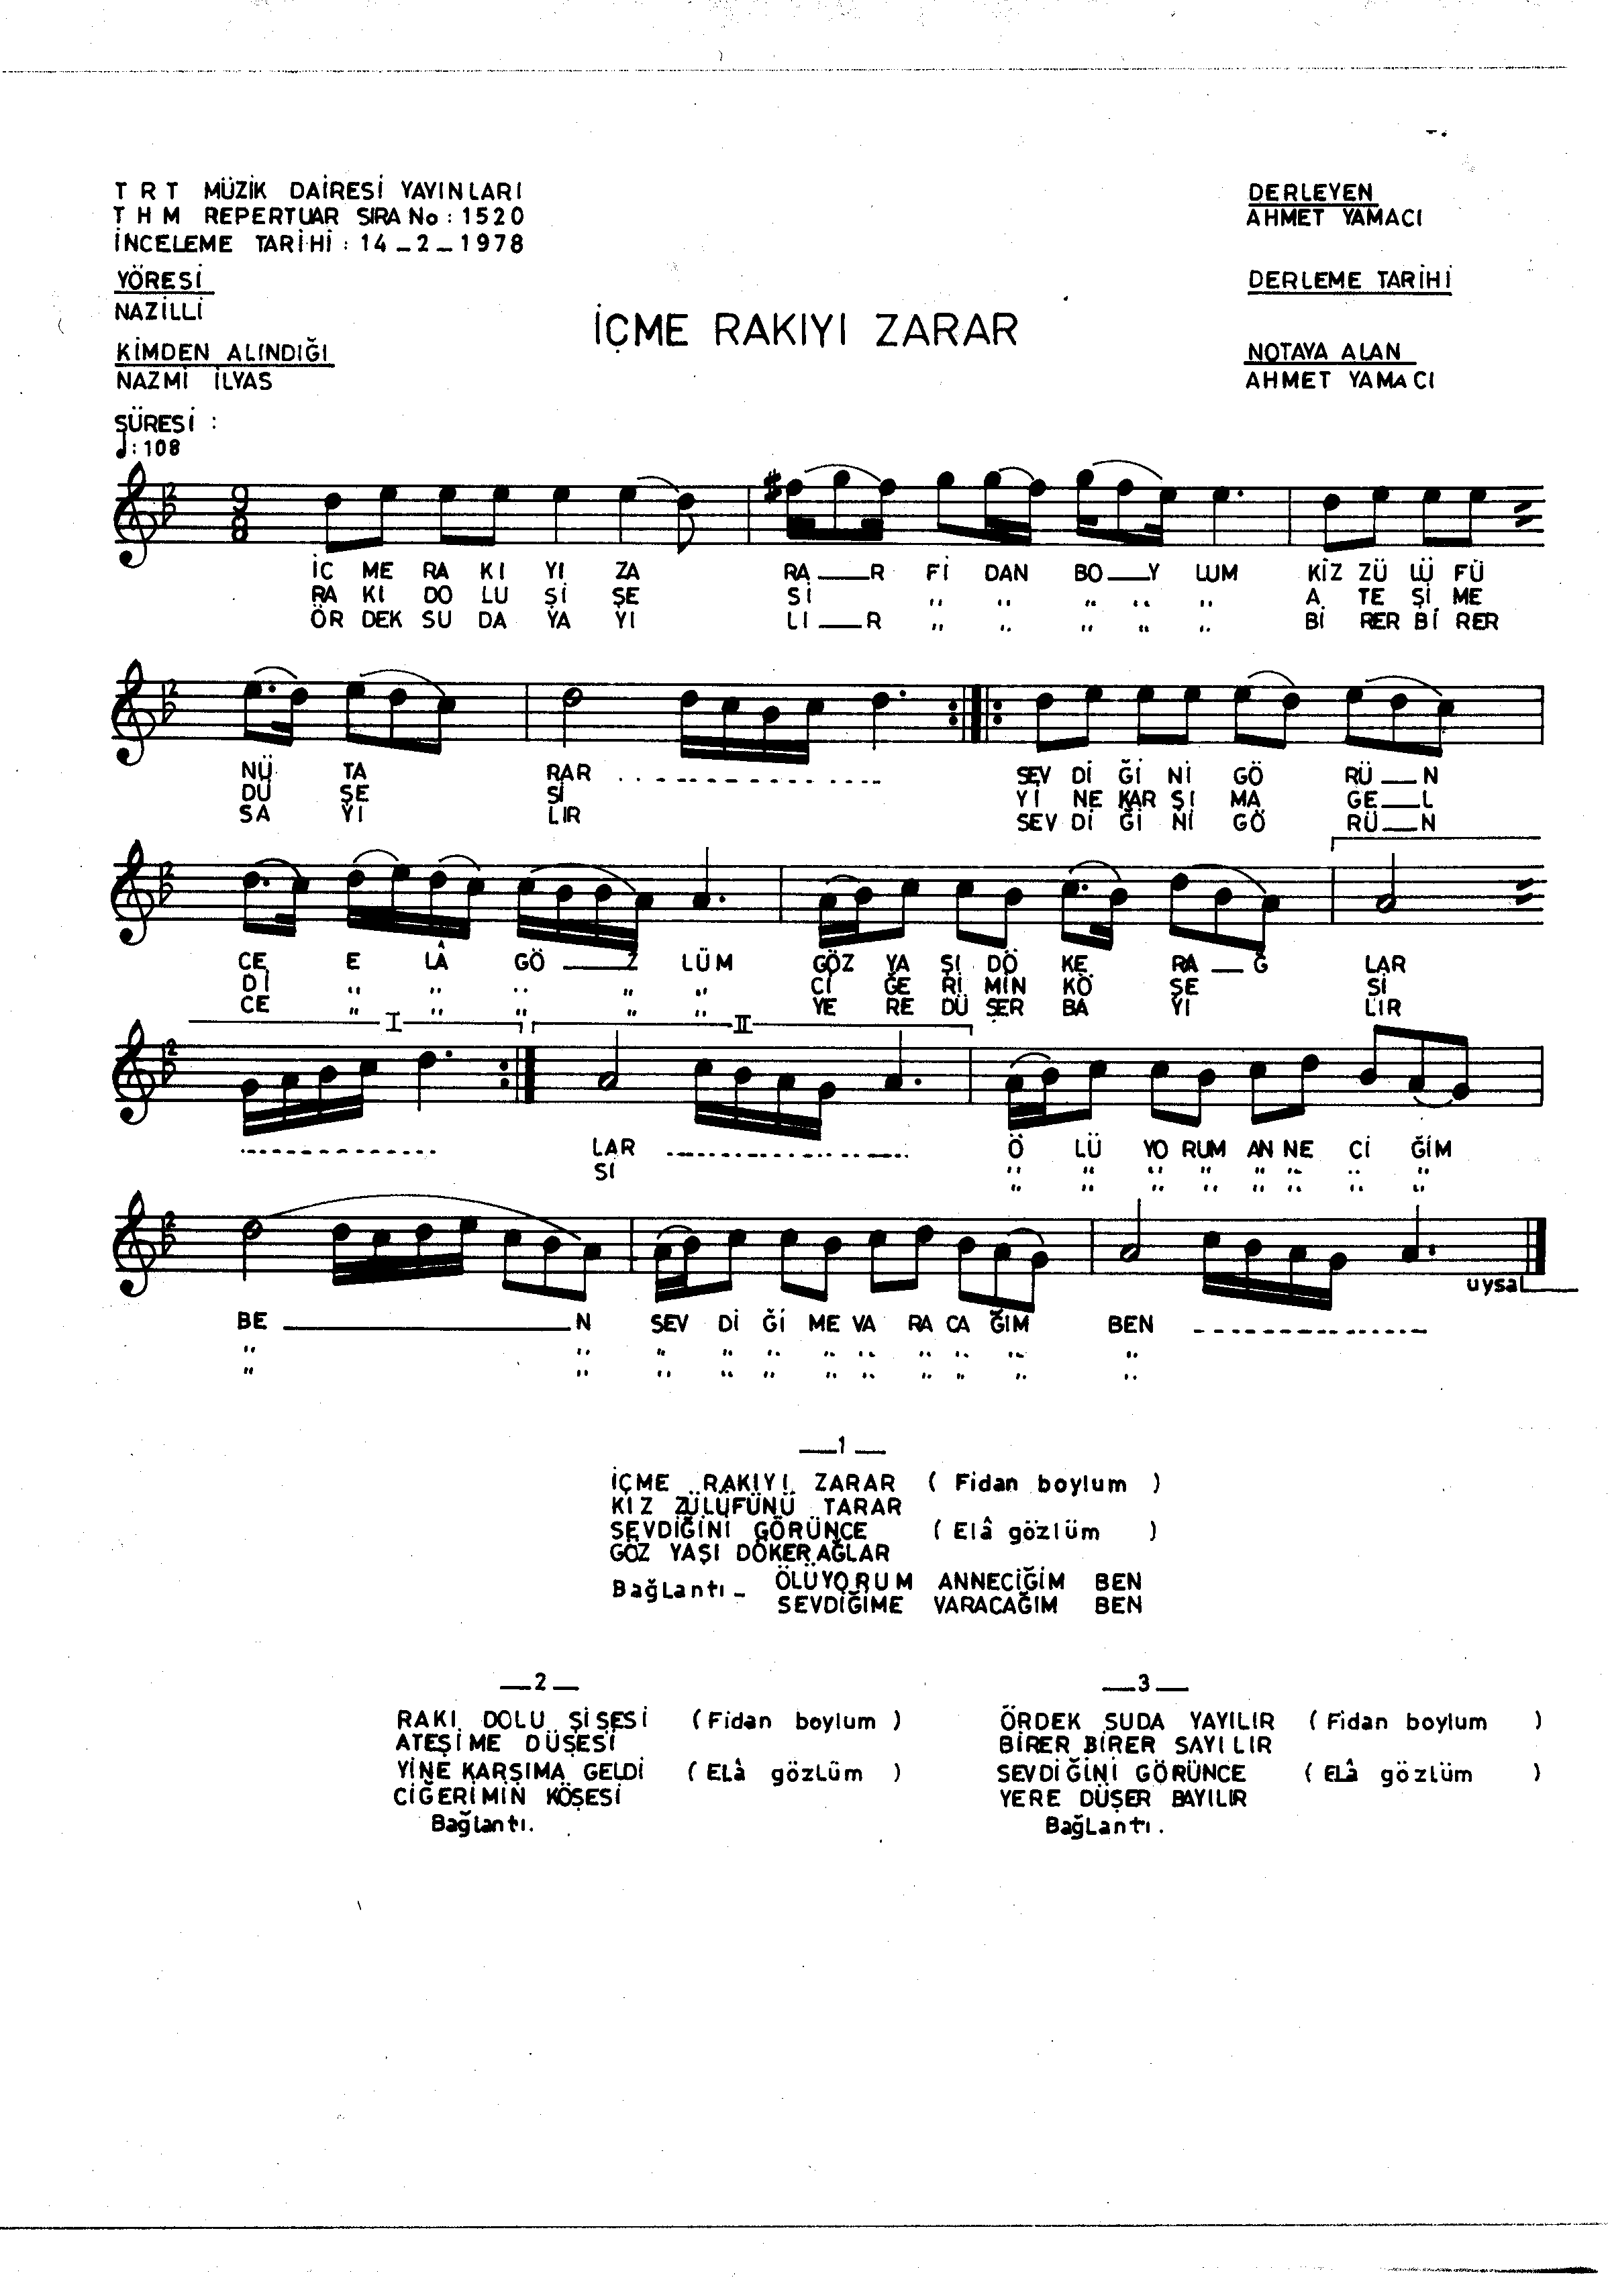 T R T MÜZİK DAİRESİ YAYINLARI
T H M REPERTUAR SIRA No : 1520
İNCELEME TARİHİ : 14 _ 2 _ 1978
YÖRESİ
NAZİLLİ
KİMDEN ALINDIĞI
NAZMİ İLYAS
SÜRESİ :
♩ : 108
İÇME RAKIYI ZARAR
DERLEYEN
AHMET YAMACI
DERLEME TARİHİ
NOTAYA ALAN
AHMET YAMACI
9
8
İÇ ME RA KI YI ZA RA___R Fİ DAN BO___Y LUM KİZ ZÜ LÜ FÜ
RA KI DO LU Şİ ŞE Sİ " " " " " A TE Şİ ME
ÖR DEK SU DA YA YI LI___R " " " " " Bİ RER Bİ RER
NÜ TA RAR . . . . . . . . SEV Dİ Ğİ Nİ GÖ RÜ___N
DÜ ŞE Sİ Yİ NE KAR ŞI MA GE___L
SA YI LIR SEV Dİ Ğİ Nİ GÖ RÜ___N
CE E LÂ GÖ___Z LÜM GÖZ YA ŞI DÖ KE RA__Ğ LAR
Dİ " " " " " Cİ ĞE Rİ MİN KÖ ŞE Sİ
CE " " " " " YE RE DÜ ŞER BA YI LIR
I II
. . . . . . . . LAR . . . . . . . . Ö LÜ YO RUM AN NE Cİ ĞİM
Sİ " " " " " " " "
" " " " " " " "
BE___N SEV Dİ Ğİ ME VA RA CA ĞIM BEN _ _ _ _ _ _
" " " " " " " " " " "
" " " " " " " " " " "
uysal
__1__
İÇME RAKIYI ZARAR ( Fidan boylum )
KIZ ZÜLÜFÜNÜ TARAR
SEVDİĞİNİ GÖRÜNCE ( Elâ gözlüm )
GÖZ YAŞI DÖKER AĞLAR
Bağlantı _ ÖLÜYORUM ANNECİĞİM BEN
SEVDİĞİME VARACAĞIM BEN
__2__
RAKI DOLU ŞİŞESİ ( Fidan boylum )
ATEŞİME DÜŞESİ
YİNE KARŞIMA GELDİ ( ELâ gözLüm )
CİĞERİMİN KÖŞESİ
Bağlantı.
__3__
ÖRDEK SUDA YAYILIR ( Fidan boylum )
BİRER BİRER SAYILIR
SEVDİĞİNİ GÖRÜNCE ( ELâ gözlüm )
YERE DÜŞER BAYILIR
BağLantı .